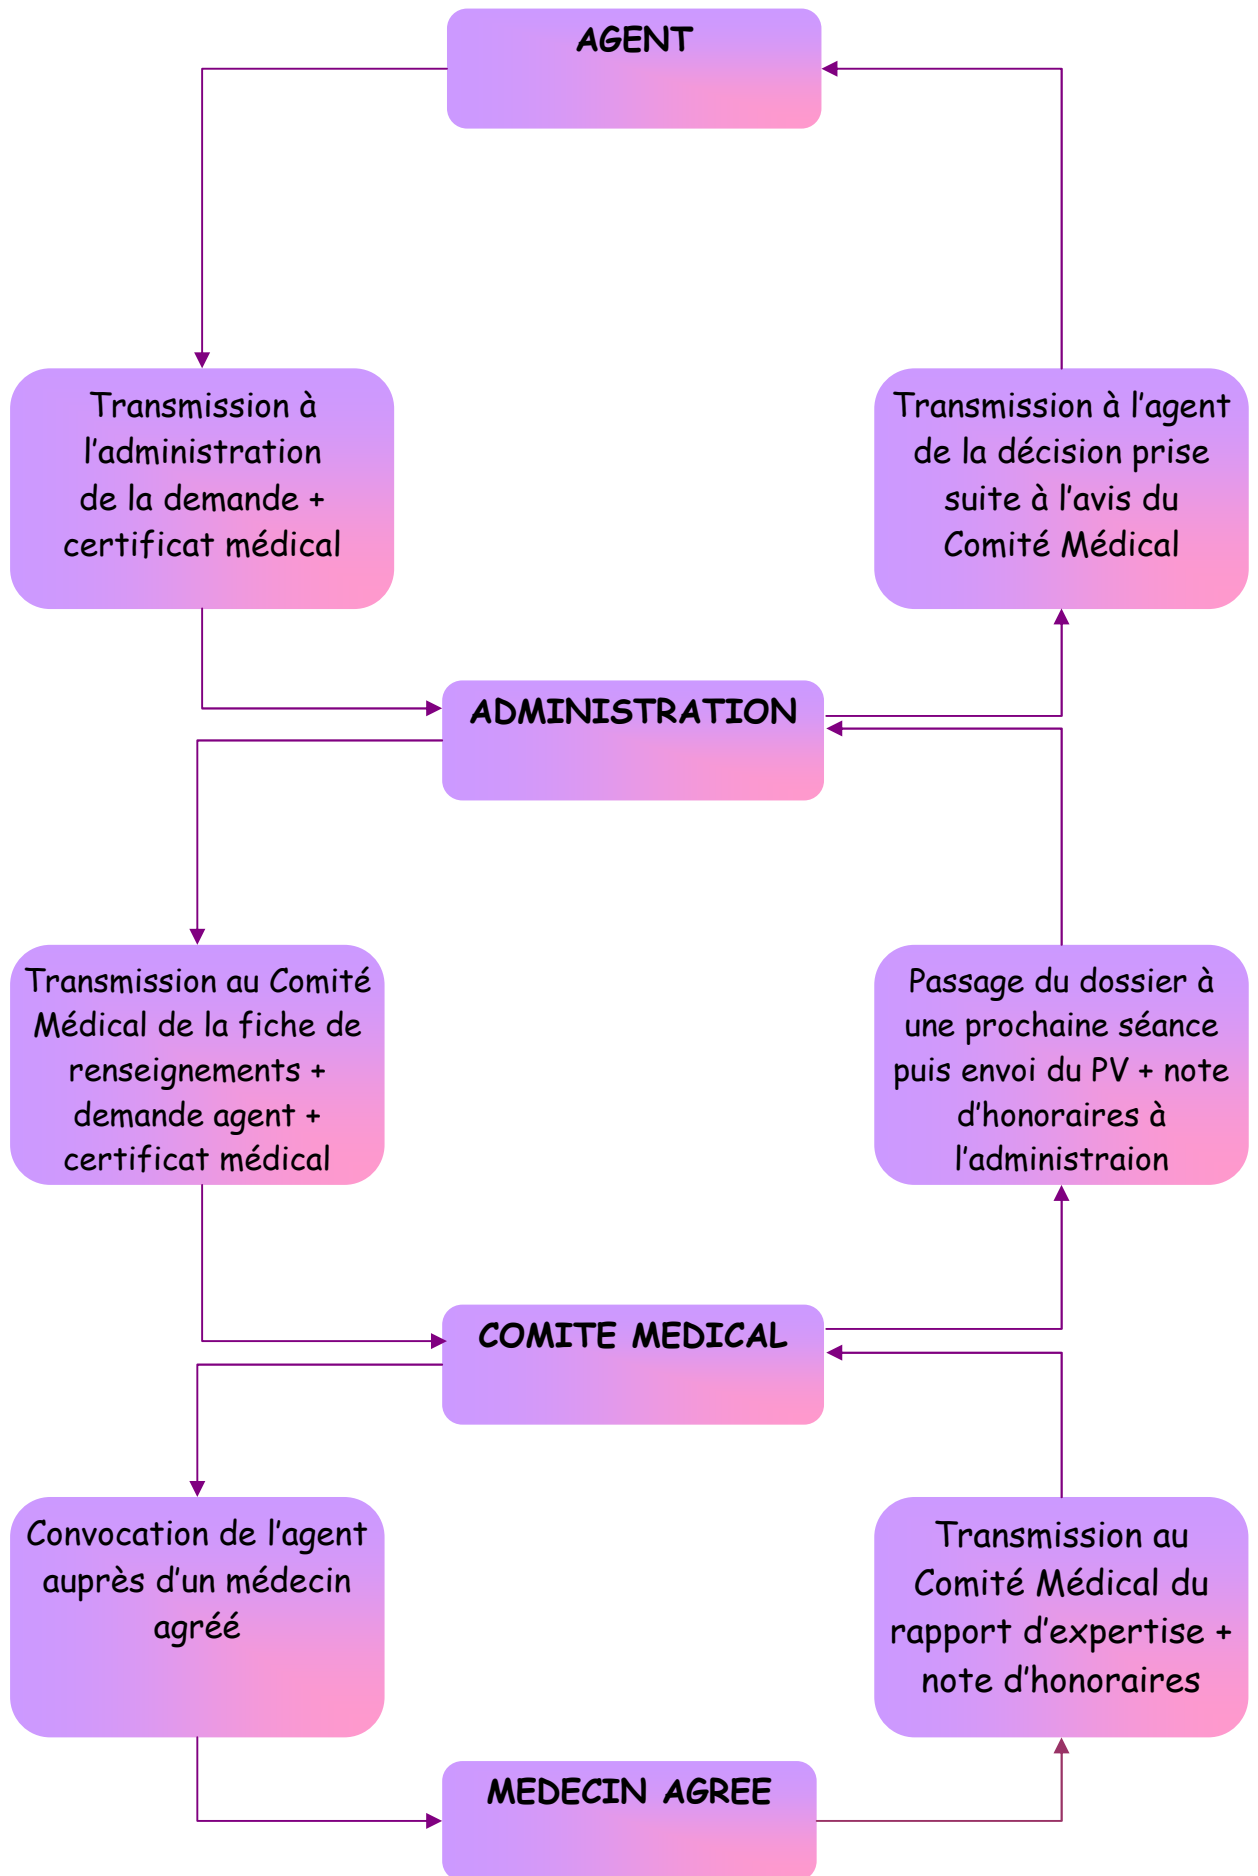 AGENT
Transmission à
l'administration
de la demande +
certificat médical
Transmission à l'agent
de la décision prise
suite à l'avis du
Comité Médical
ADMINISTRATION
Transmission au Comité
Médical de la fiche de
renseignements +
demande agent +
certificat médical
Passage du dossier à
une prochaine séance
puis envoi du PV + note
d'honoraires à
l'administraion
COMITE MEDICAL
Convocation de l'agent
auprès d'un médecin
agréé
Transmission au
Comité Médical du
rapport d'expertise +
note d'honoraires
MEDECIN AGREE